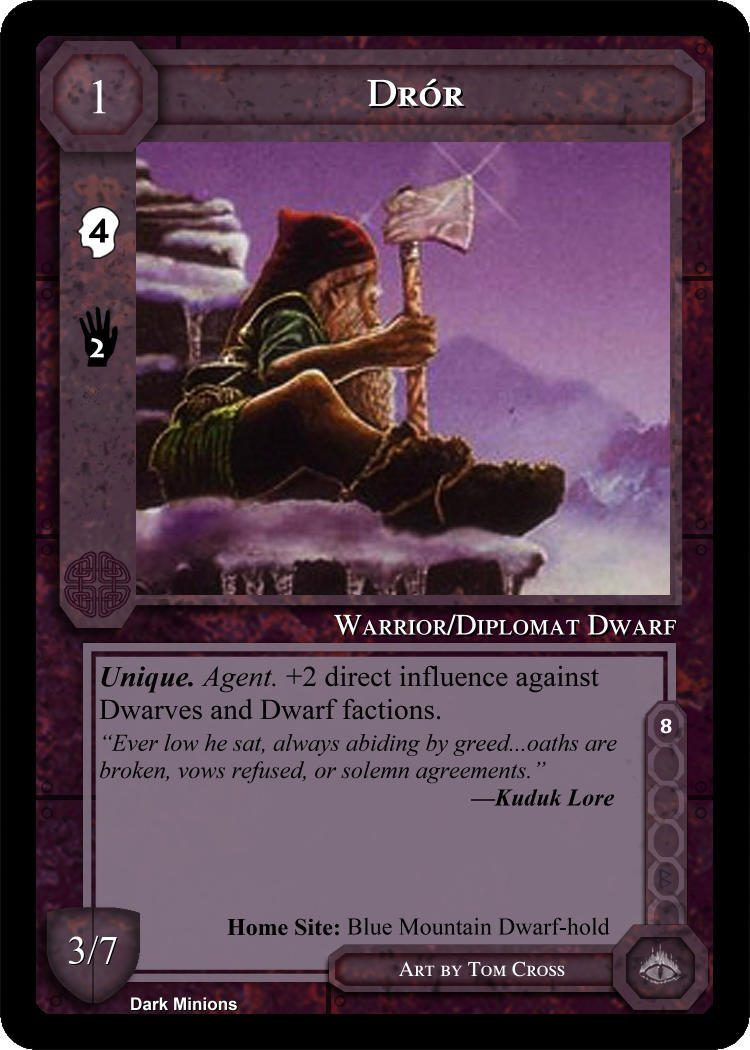 1
Drór
4
2
Warrior/Diplomat Dwarf
Unique. Agent. +2 direct influence against
Dwarves and Dwarf factions.
“Ever low he sat, always abiding by greed...oaths are
broken, vows refused, or solemn agreements.”
—Kuduk Lore
8
B
Home Site: Blue Mountain Dwarf-hold
3/7
Art by Tom Cross
Dark Minions